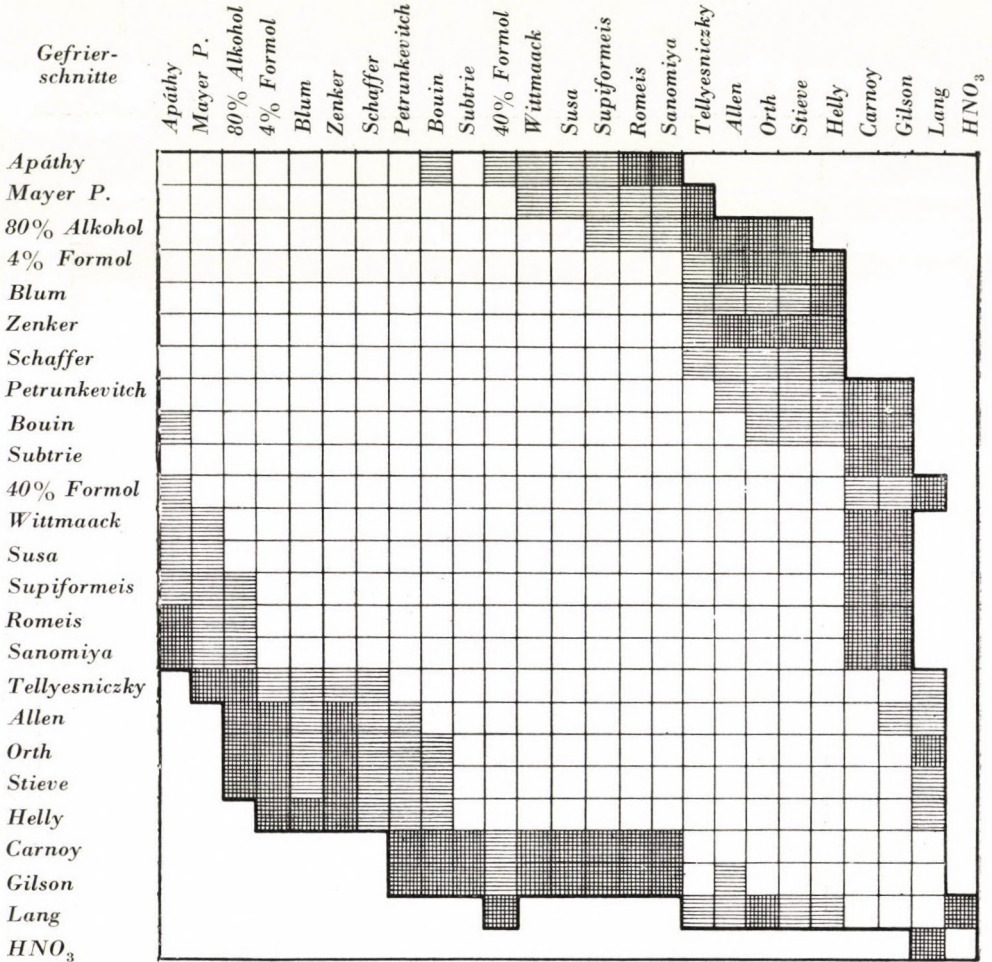 Gefrier-
schnitte
Apáthy
Mayer P.
80% Alkohol
4% Formol
Blum
Zenker
Schaffer
Petrunkevitch
Bouin
Subtrie
40% Formol
Wittmaack
Susa
Supiformeis
Romeis
Sanomiya
Tellyesniczky
Allen
Orth
Stieve
Helly
Carnoy
Gilson
Lang
HNO₃
Apáthy
Mayer P.
80% Alkohol
4% Formol
Blum
Zenker
Schaffer
Petrunkevitch
Bouin
Subtrie
40% Formol
Wittmaack
Susa
Supiformeis
Romeis
Sanomiya
Tellyesniczky
Allen
Orth
Stieve
Helly
Carnoy
Gilson
Lang
HNO₃